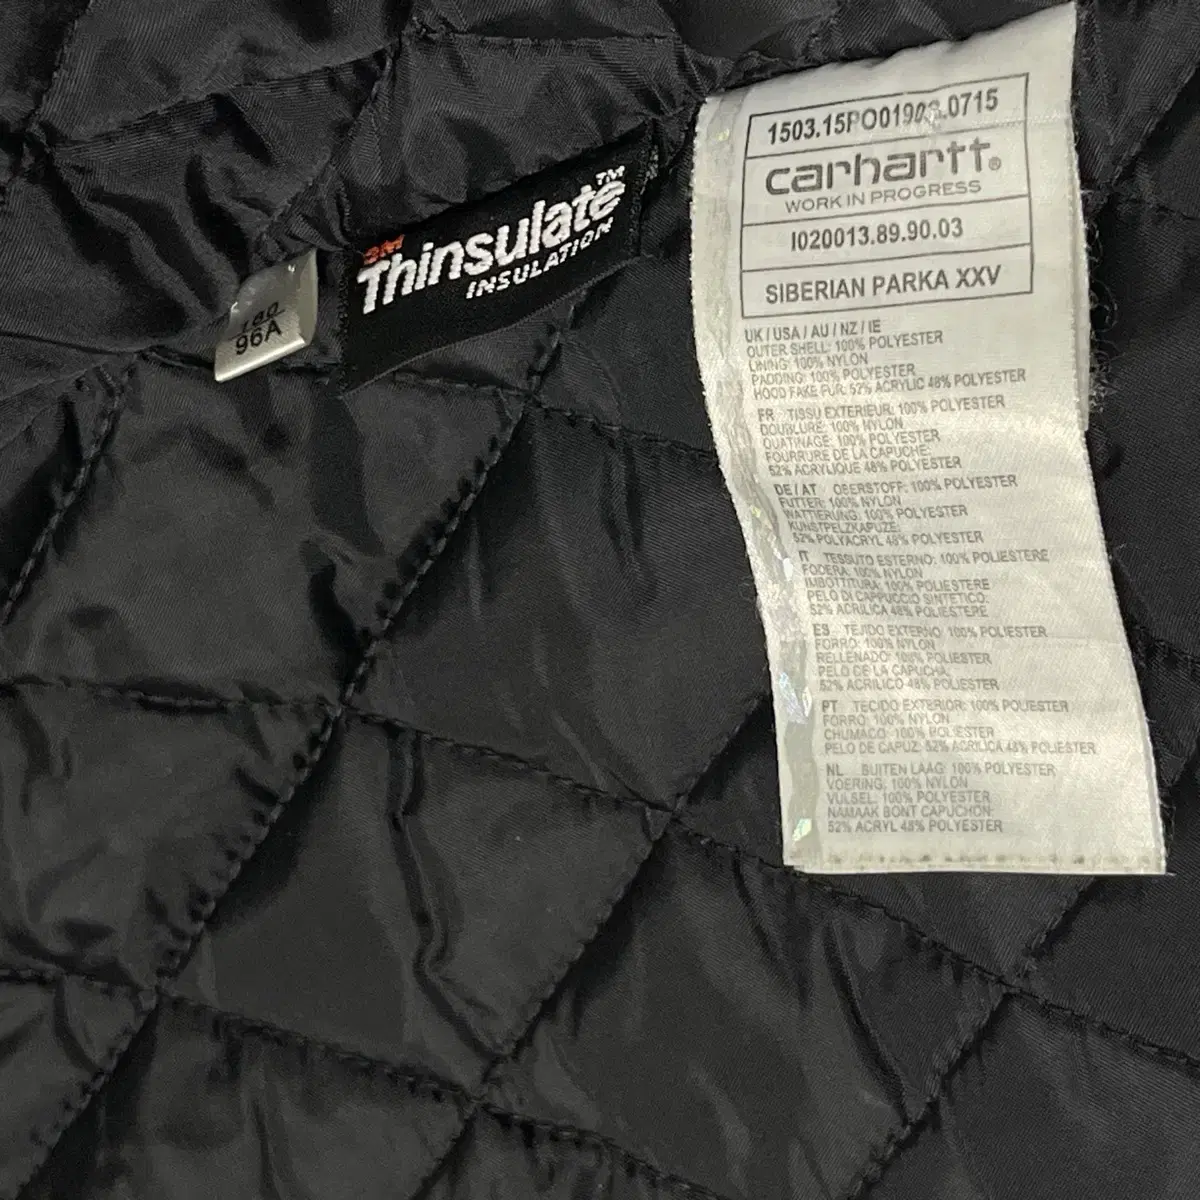 1503.15PO01903.0715
carhartt®
WORK IN PROGRESS
I020013.89.90.03
SIBERIAN PARKA XXV
UK / USA / AU / NZ / IE
OUTER SHELL: 100% POLYESTER
LINING: 100% NYLON
PADDING: 100% POLYESTER
HOOD FAKE FUR: 52% ACRYLIC 48% POLYESTER
FR TISSU EXTERIEUR: 100% POLYESTER
DOUBLURE: 100% NYLON
OUATINAGE: 100% POLYESTER
FOURRURE DE LA CAPUCHE:
52% ACRYLIQUE 48% POLYESTER
DE / AT OBERSTOFF: 100% POLYESTER
FUTTER: 100% NYLON
WATTIERUNG: 100% POLYESTER
KUNSTPELZKAPUZE:
52% POLYACRYL 48% POLYESTER
IT TESSUTO ESTERNO: 100% POLIESTERE
FODERA: 100% NYLON
IMBOTTITURA: 100% POLIESTERE
PELO DI CAPPUCCIO SINTETICO:
52% ACRILICA 48% POLIESTERE
ES TEJIDO EXTERNO: 100% POLIESTER
FORRO: 100% NYLON
RELLENADO: 100% POLIESTER
PELO DE LA CAPUCHA:
52% ACRILICO 48% POLIESTER
PT TECIDO EXTERIOR: 100% POLIESTER
FORRO: 100% NYLON
CHUMACO: 100% POLIESTER
PELO DE CAPUZ: 52% ACRILICA 48% POLIESTER
NL BUITEN LAAG: 100% POLYESTER
VOERING: 100% NYLON
VULSEL: 100% POLYESTER
NAMAAK BONT CAPUCHON:
52% ACRYL 48% POLYESTER
3M
Thinsulate™
INSULATION
180
96A